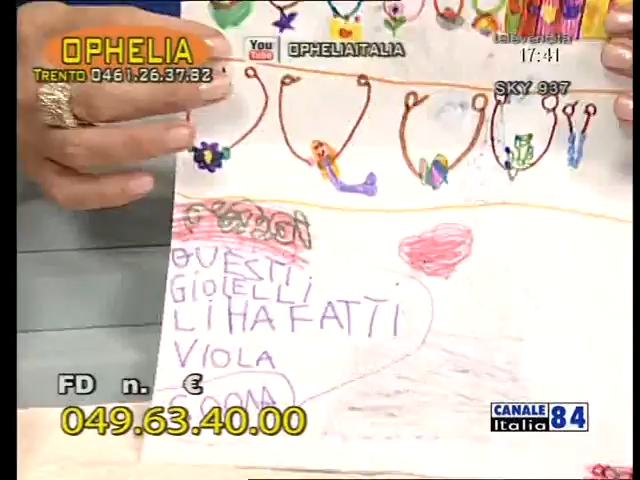 OPHELIA
TRENTO 0461.26.37.82
You Tube OPHELIAITALIA
televendita
17:41
SKY 937
QUESTI
GIOIELLI
LI HA FATTI
VIOLA
FD n. €
049.63.40.00
CANALE
Italia 84